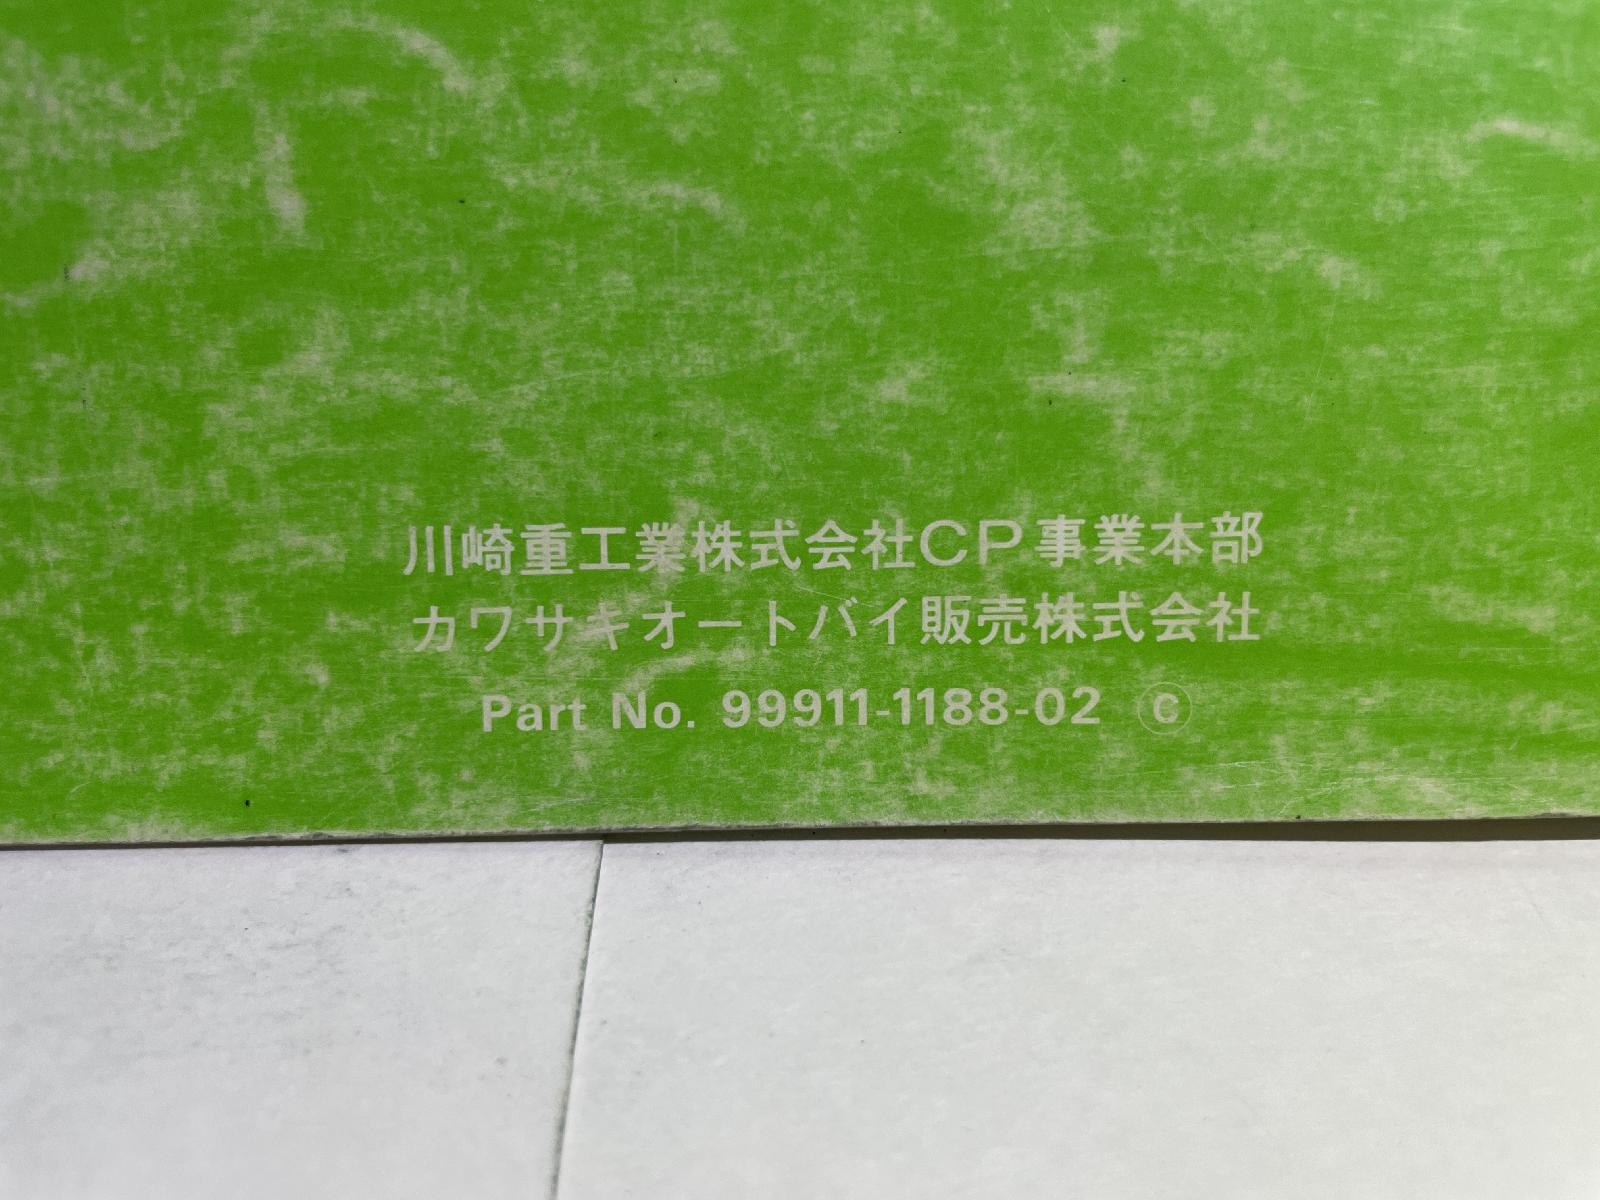 川崎重工業株式会社CP事業本部
カワサキオートバイ販売株式会社
Part No. 99911-1188-02 ©